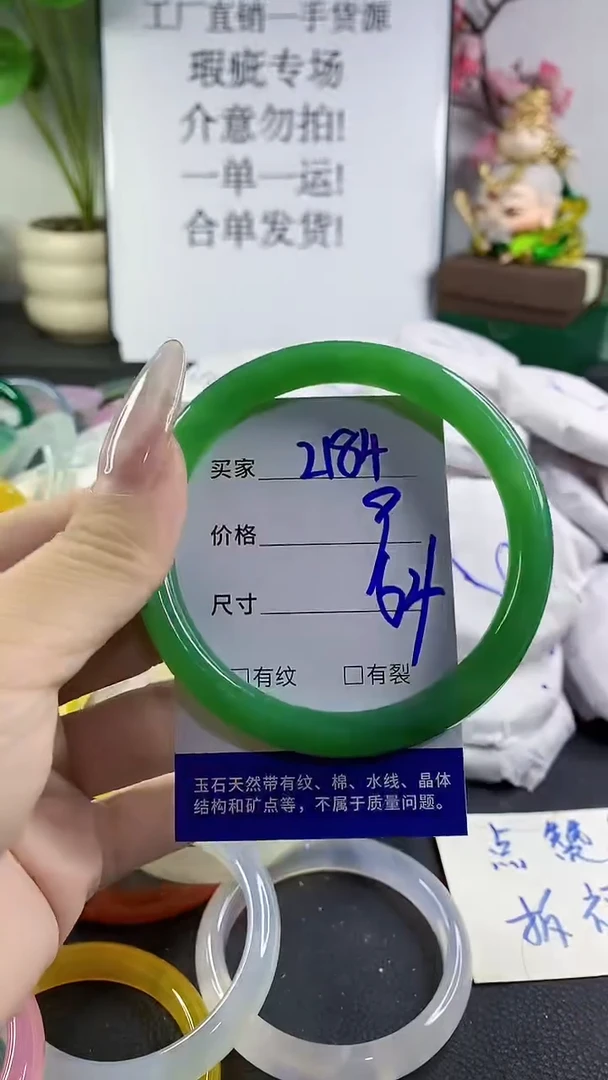 工厂直销一手货源
瑕疵专场
介意勿拍!
一单一运!
合单发货!
买家 2184
价格 8
尺寸 64
□有纹 □有裂
玉石天然带有纹、棉、水线、晶体
结构和矿点等，不属于质量问题。
点赞
拆